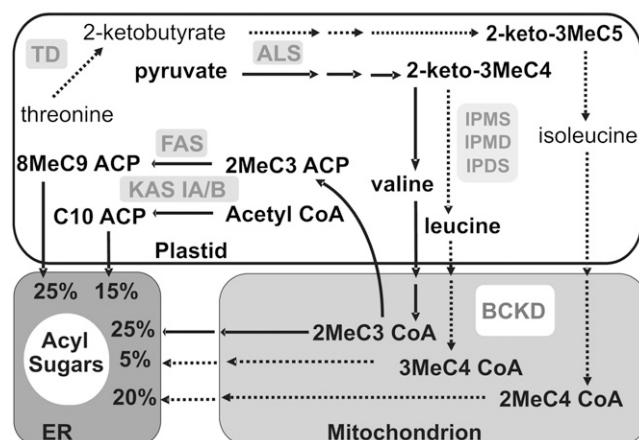 2-ketobutyrate
2-keto-3MeC5
TD
ALS
pyruvate
2-keto-3MeC4
threonine
IPMS
IPMD
IPDS
isoleucine
FAS
8MeC9 ACP
2MeC3 ACP
valine
KAS IA/B
C10 ACP
Acetyl CoA
leucine
Plastid
25%
15%
BCKD
25%
2MeC3 CoA
Acyl
Sugars
5%
3MeC4 CoA
20%
2MeC4 CoA
ER
Mitochondrion